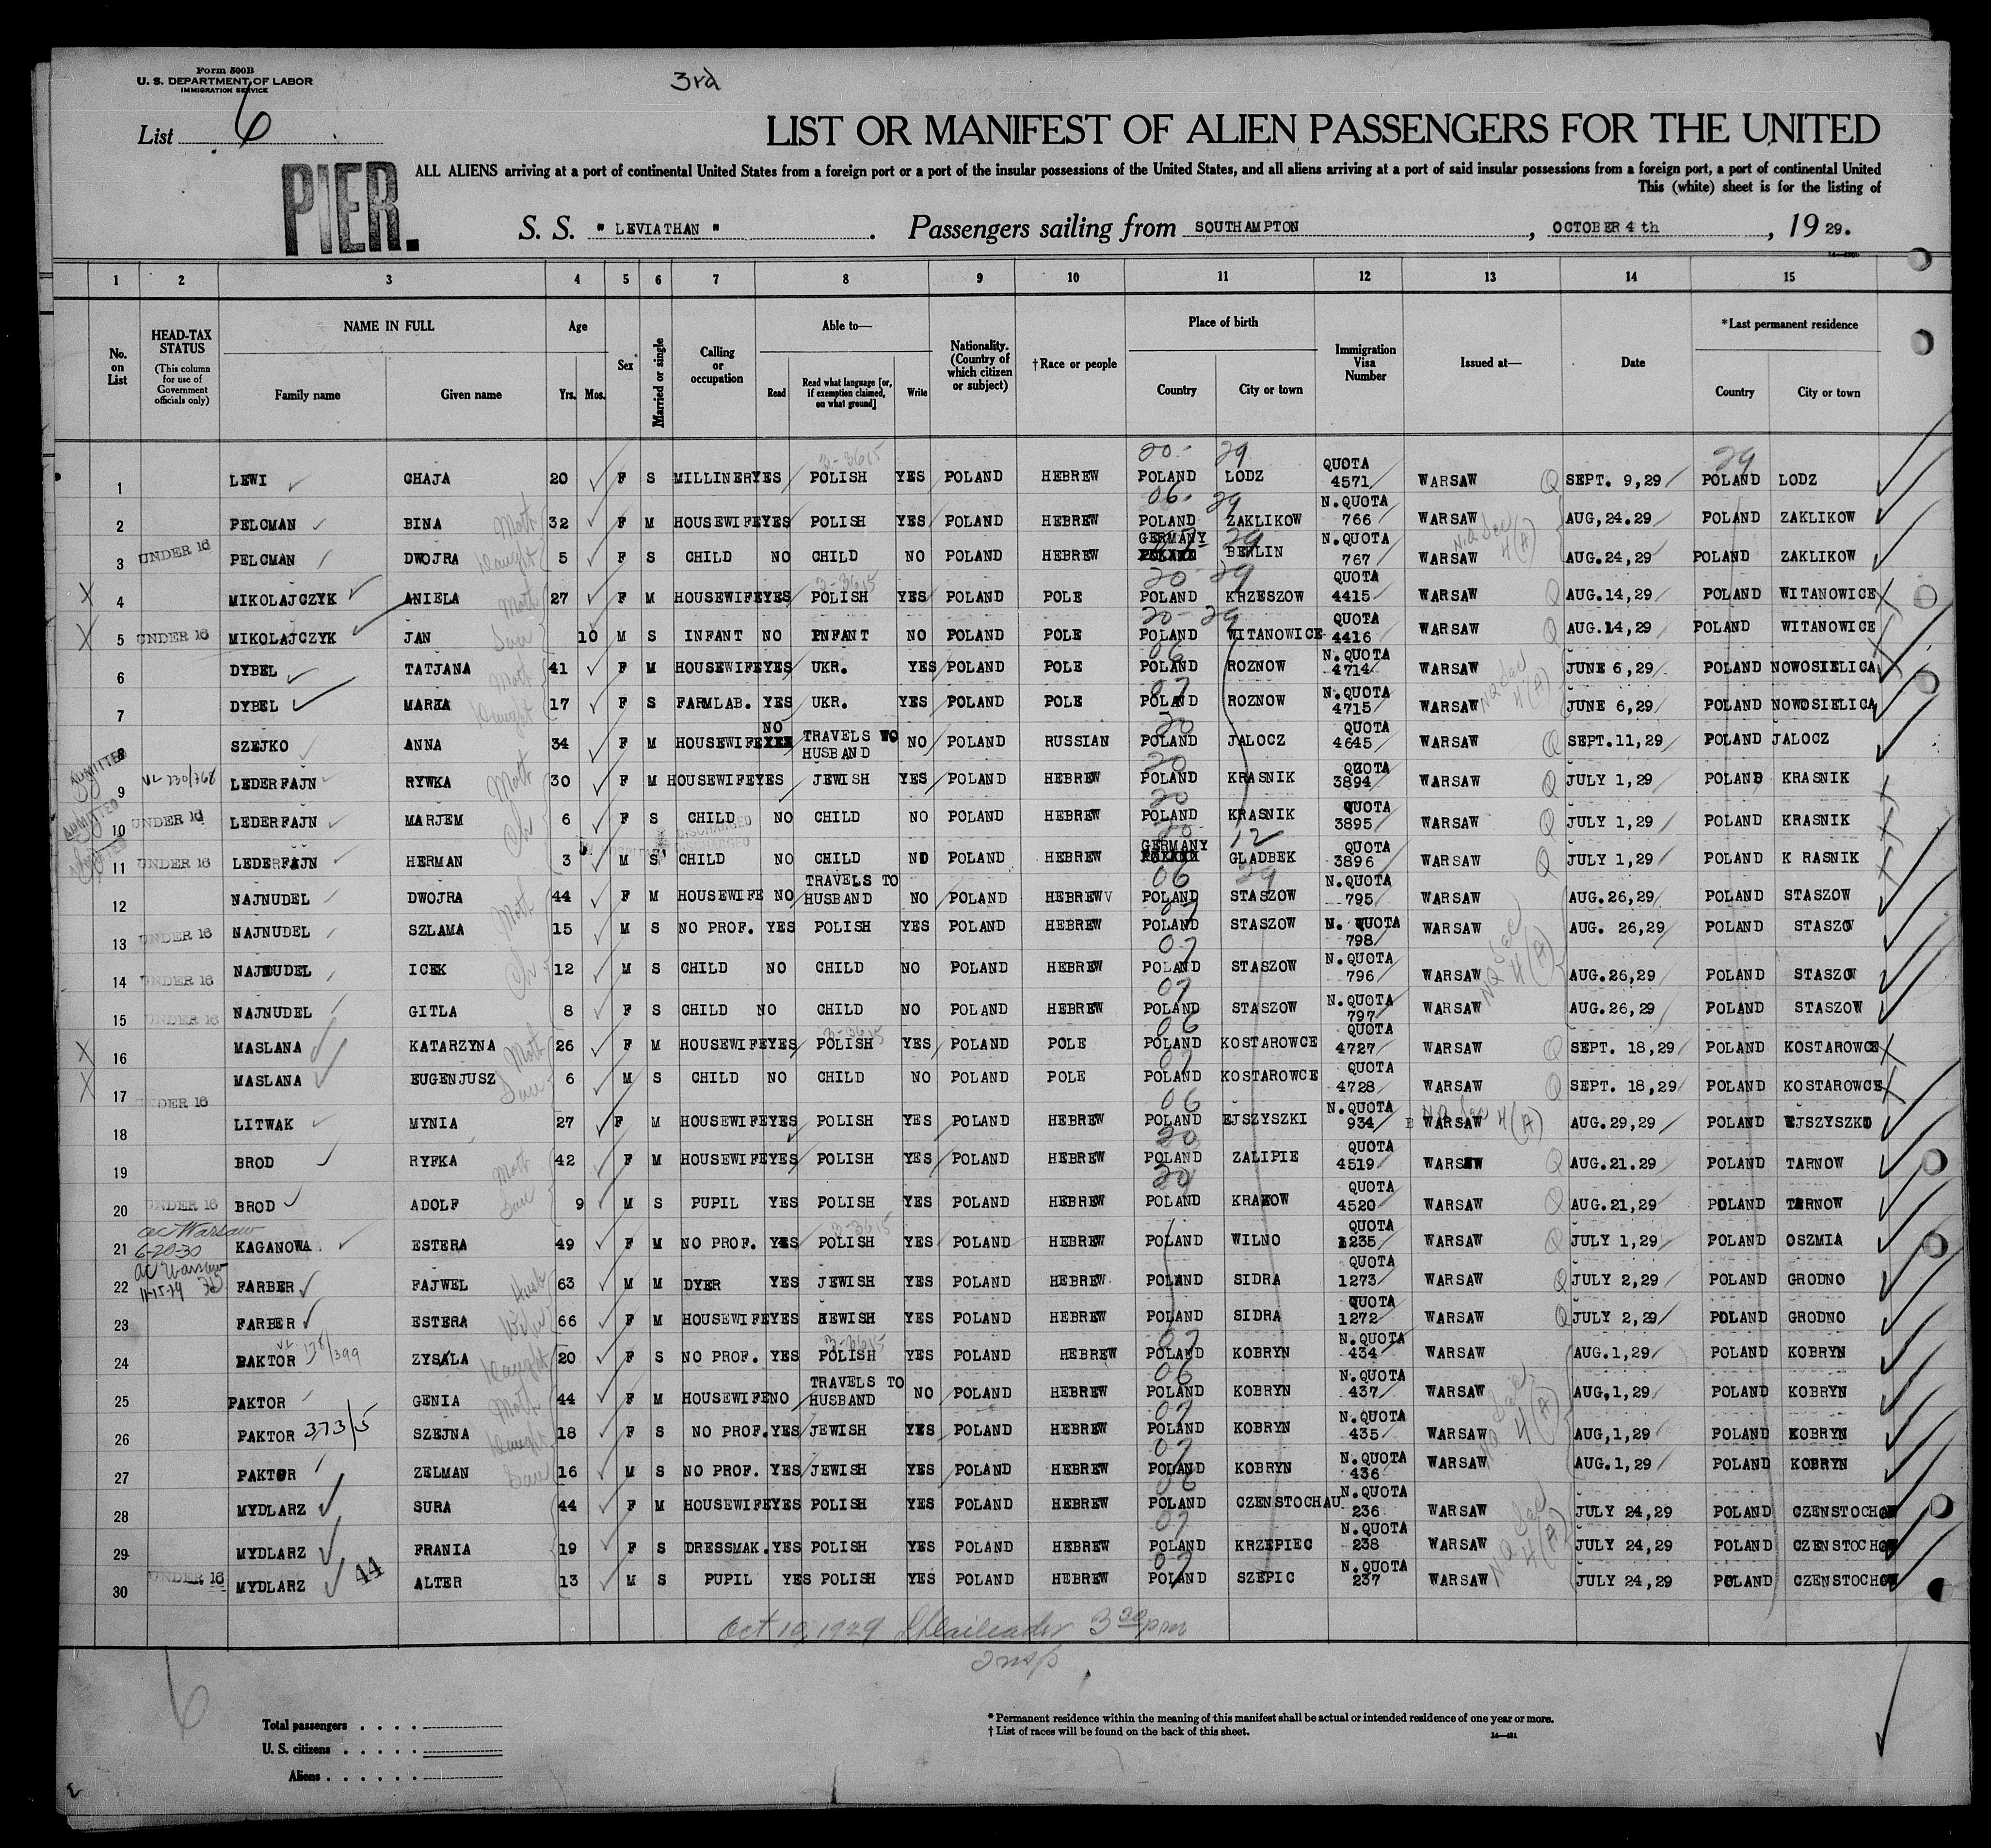 Form 500B
U. S. DEPARTMENT OF LABOR
IMMIGRATION SERVICE
3rd
List 6
LIST OR MANIFEST OF ALIEN PASSENGERS FOR THE UNITED
PIER.
ALL ALIENS arriving at a port of continental United States from a foreign port or a port of the insular possessions of the United States, and all aliens arriving at a port of said insular possessions from a foreign port, a port of continental United
This (white) sheet is for the listing of
S. S. " LEVIATHAN " . Passengers sailing from SOUTHAMPTON , OCTOBER 4 th , 19 29.
1 2 3 4 5 6 7 8 9 10 11 12 13 14 15
No. on List
HEAD-TAX STATUS (This column for use of Government officials only)
NAME IN FULL Family name Given name
Age Yrs. Mos.
Sex
Married or single
Calling or occupation
Able to— Read Read what language [or, if exemption claimed, on what ground] Write
Nationality. (Country of which citizen or subject)
†Race or people
Place of birth Country City or town
Immigration Visa Number
Issued at—
Date
*Last permanent residence Country City or town
1 LEWI CHAJA 20 F S MILLINER YES POLISH YES POLAND HEBREW POLAND LODZ QUOTA 4571 WARSAW SEPT. 9,29 POLAND LODZ
2 PELCMAN BINA 32 F M HOUSEWIFE YES POLISH YES POLAND HEBREW POLAND ZAKLIKOW N.QUOTA 766 WARSAW AUG,24.29 POLAND ZAKLIKOW
3 UNDER 16 PELCMAN DWOJRA 5 F S CHILD NO CHILD NO POLAND HEBREW GERMANY BERLIN N.QUOTA 767 WARSAW AUG.24,29 POLAND ZAKLIKOW
4 MIKOLAJCZYK ANIELA 27 F M HOUSEWIFE YES POLISH YES POLAND POLE POLAND KRZESZOW QUOTA 4415 WARSAW AUG.14,29 POLAND WITANOWICE
5 UNDER 16 MIKOLAJCZYK JAN 10 M S INFANT NO INFANT NO POLAND POLE POLAND WITANOWICE QUOTA 4416 WARSAW AUG.14,29 POLAND WITANOWICE
6 DYBEL TATJANA 41 F M HOUSEWIFE YES UKR. YES POLAND POLE POLAND ROZNOW N.QUOTA 4714 WARSAW JUNE 6,29 POLAND NOWOSIELICA
7 DYBEL MARJA 17 F S FARMLAB. YES UKR. YES POLAND POLE POLAND ROZNOW N.QUOTA 4715 WARSAW JUNE 6,29 POLAND NOWOSIELICA
8 SZEJKO ANNA 34 F M HOUSEWIFE NO TRAVELS TO HUSBAND NO POLAND RUSSIAN POLAND JALOCZ QUOTA 4645 WARSAW SEPT.11,29 POLAND JALOCZ
9 LEDERFAJN RYWKA 30 F M HOUSEWIFE YES JEWISH YES POLAND HEBREW POLAND KRASNIK QUOTA 3894 WARSAW JULY 1,29 POLAND KRASNIK
10 UNDER 16 LEDERFAJN MARJEM 6 F S CHILD NO CHILD NO POLAND HEBREW POLAND KRASNIK QUOTA 3895 WARSAW JULY 1,29 POLAND KRASNIK
11 UNDER 16 LEDERFAJN HERMAN 3 M S CHILD NO CHILD NO POLAND HEBREW GERMANY GLADBEK QUOTA 3896 WARSAW JULY 1,29 POLAND K RASNIK
12 NAJNUDEL DWOJRA 44 F M HOUSEWIFE NO TRAVELS TO HUSBAND NO POLAND HEBREW POLAND STASZOW N.QUOTA 795 WARSAW AUG.26,29 POLAND STASZOW
13 UNDER 16 NAJNUDEL SZLAMA 15 M S NO PROF. YES POLISH YES POLAND HEBREW POLAND STASZOW N. QUOTA 798 WARSAW AUG. 26,29 POLAND STASZOW
14 UNDER 16 NAJNUDEL ICEK 12 M S CHILD NO CHILD NO POLAND HEBREW POLAND STASZOW N.QUOTA 796 WARSAW AUG.26,29 POLAND STASZOW
15 UNDER 16 NAJNUDEL GITLA 8 F S CHILD NO CHILD NO POLAND HEBREW POLAND STASZOW N.QUOTA 797 WARSAW AUG.26,29 POLAND STASZOW
16 MASLANA KATARZYNA 26 F M HOUSEWIFE YES POLISH YES POLAND POLE POLAND KOSTAROWCE QUOTA 4727 WARSAW SEPT. 18,29 POLAND KOSTAROWCE
17 UNDER 16 MASLANA EUGENJUSZ 6 M S CHILD NO CHILD NO POLAND POLE POLAND KOSTAROWCE QUOTA 4728 WARSAW SEPT. 18,29 POLAND KOSTAROWCE
18 LITWAK MYNIA 27 F M HOUSEWIFE YES POLISH YES POLAND HEBREW POLAND EJSZYSZKI N.QUOTA 934 WARSAW AUG.29,29 POLAND EJSZYSZKI
19 BROD RYFKA 42 F M HOUSEWIFE YES POLISH YES POLAND HEBREW POLAND ZALIPIE QUOTA 4519 WARSAW AUG.21.29 POLAND TARNOW
20 UNDER 16 BROD ADOLF 9 M S PUPIL YES POLISH YES POLAND HEBREW POLAND KRAKOW QUOTA 4520 WARSAW AUG.21,29 POLAND TARNOW
21 KAGANOWA ESTERA 49 F M NO PROF. YES POLISH YES POLAND HEBREW POLAND WILNO QUOTA 1235 WARSAW JULY 1,29 POLAND OSZMIA
22 FARBER FAJWEL 63 M M DYER YES JEWISH YES POLAND HEBREW POLAND SIDRA QUOTA 1273 WARSAW JULY 2,29 POLAND GRODNO
23 FARBER ESTERA 66 F M HOUSEWIFE YES JEWISH YES POLAND HEBREW POLAND SIDRA QUOTA 1272 WARSAW JULY 2,29 POLAND GRODNO
24 PAKTOR ZYSLA 20 F S NO PROF. YES POLISH YES POLAND HEBREW POLAND KOBRYN N.QUOTA 434 WARSAW AUG.1,29 POLAND KOBRYN
25 PAKTOR GENIA 44 F M HOUSEWIFE NO TRAVELS TO HUSBAND NO POLAND HEBREW POLAND KOBRYN N.QUOTA 437 WARSAW AUG,1,29 POLAND KOBRYN
26 PAKTOR 373/5 SZEJNA 18 F S NO PROF. YES JEWISH YES POLAND HEBREW POLAND KOBRYN N.QUOTA 435 WARSAW AUG,1,29 POLAND KOBRYN
27 PAKTOR ZELMAN 16 M S NO PROF. YES JEWISH YES POLAND HEBREW POLAND KOBRYN N.QUOTA 436 WARSAW AUG.1,29 POLAND KOBRYN
28 MYDLARZ SURA 44 F M HOUSEWIFE YES POLISH YES POLAND HEBREW POLAND CZENSTOCHAU N.QUOTA 236 WARSAW JULY 24,29 POLAND CZENSTOCHOW
29 MYDLARZ FRANIA 19 F S DRESSMAK. YES POLISH YES POLAND HEBREW POLAND KRZEPIEC N.QUOTA 238 WARSAW JULY 24,29 POLAND CZENSTOCHOW
30 UNDER 16 MYDLARZ 44 ALTER 13 M S PUPIL YES POLISH YES POLAND HEBREW POLAND SZEPIC N.QUOTA 237 WARSAW JULY 24,29 POLAND CZENSTOCHOW
Oct 10, 1929 3 30 pm
Insp
6
Total passengers
U. S. citizens
Aliens
* Permanent residence within the meaning of this manifest shall be actual or intended residence of one year or more.
† List of races will be found on the back of this sheet.